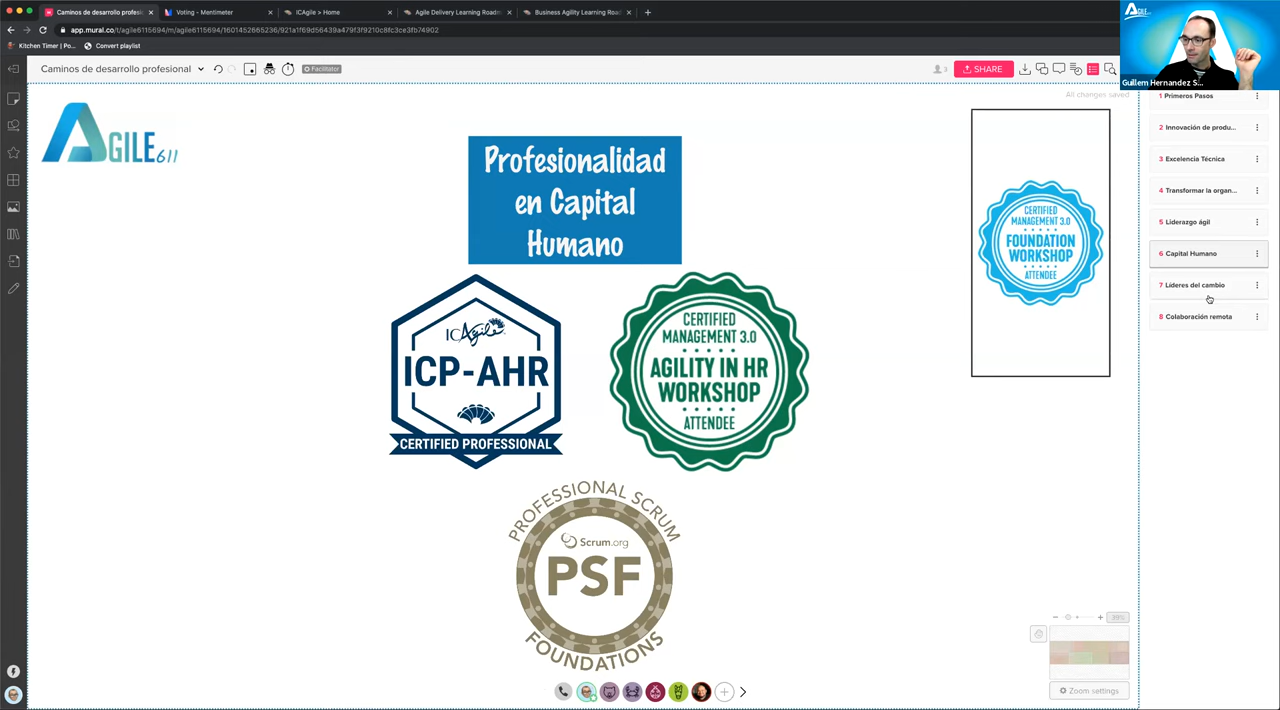 Caminos de desarrollo profesi
Voting - Mentimeter
ICAgile > Home
Agile Delivery Learning Roadm
Business Agility Learning Road
app.mural.co/t/agile6115694/m/agile6115694/1601452665236/921a1f69d56439a479f3f9210c8fc3ce3fb74902
Kitchen Timer | Po...
Convert playlist
Caminos de desarrollo profesional
Facilitator
3
SHARE
All changes saved
AGILE
Guillem Hernandez S...
AGILE611
Profesionalidad
en Capital
Humano
ICAgile
ICP-AHR
CERTIFIED PROFESSIONAL
CERTIFIED
MANAGEMENT 3.0
AGILITY IN HR
WORKSHOP
ATTENDEE
PROFESSIONAL SCRUM
Scrum.org
PSF
FOUNDATIONS
CERTIFIED
MANAGEMENT 3.0
FOUNDATION
WORKSHOP
ATTENDEE
1 Primeros Pasos
2 Innovación de produ...
3 Excelencia Técnica
4 Transformar la organ...
5 Liderazgo ágil
6 Capital Humano
7 Líderes del cambio
8 Colaboración remota
39%
Zoom settings